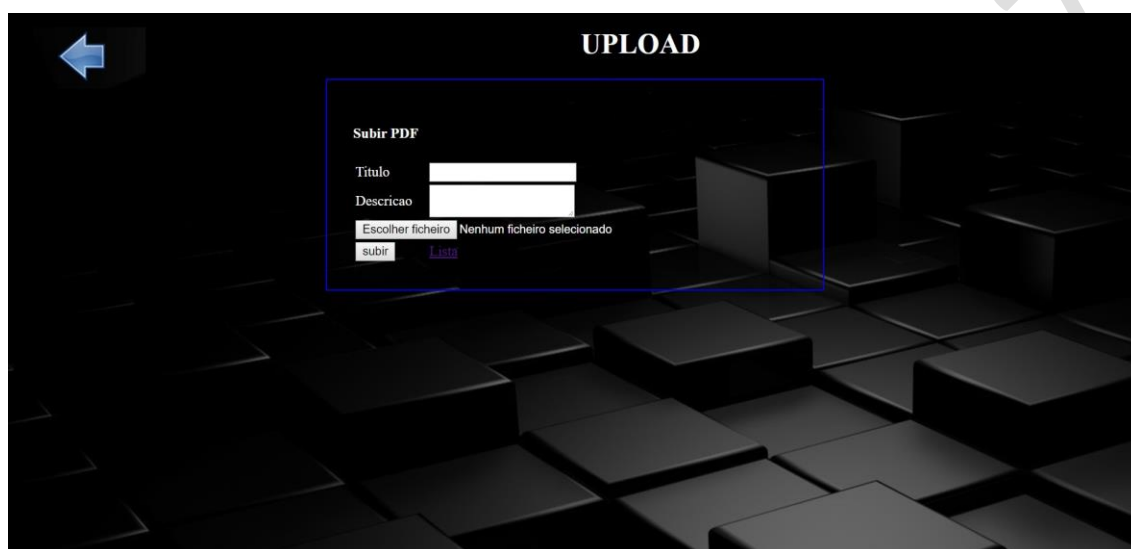 UPLOAD
Subir PDF
Titulo
Descricao
Escolher ficheiro Nenhum ficheiro selecionado
subir Lista